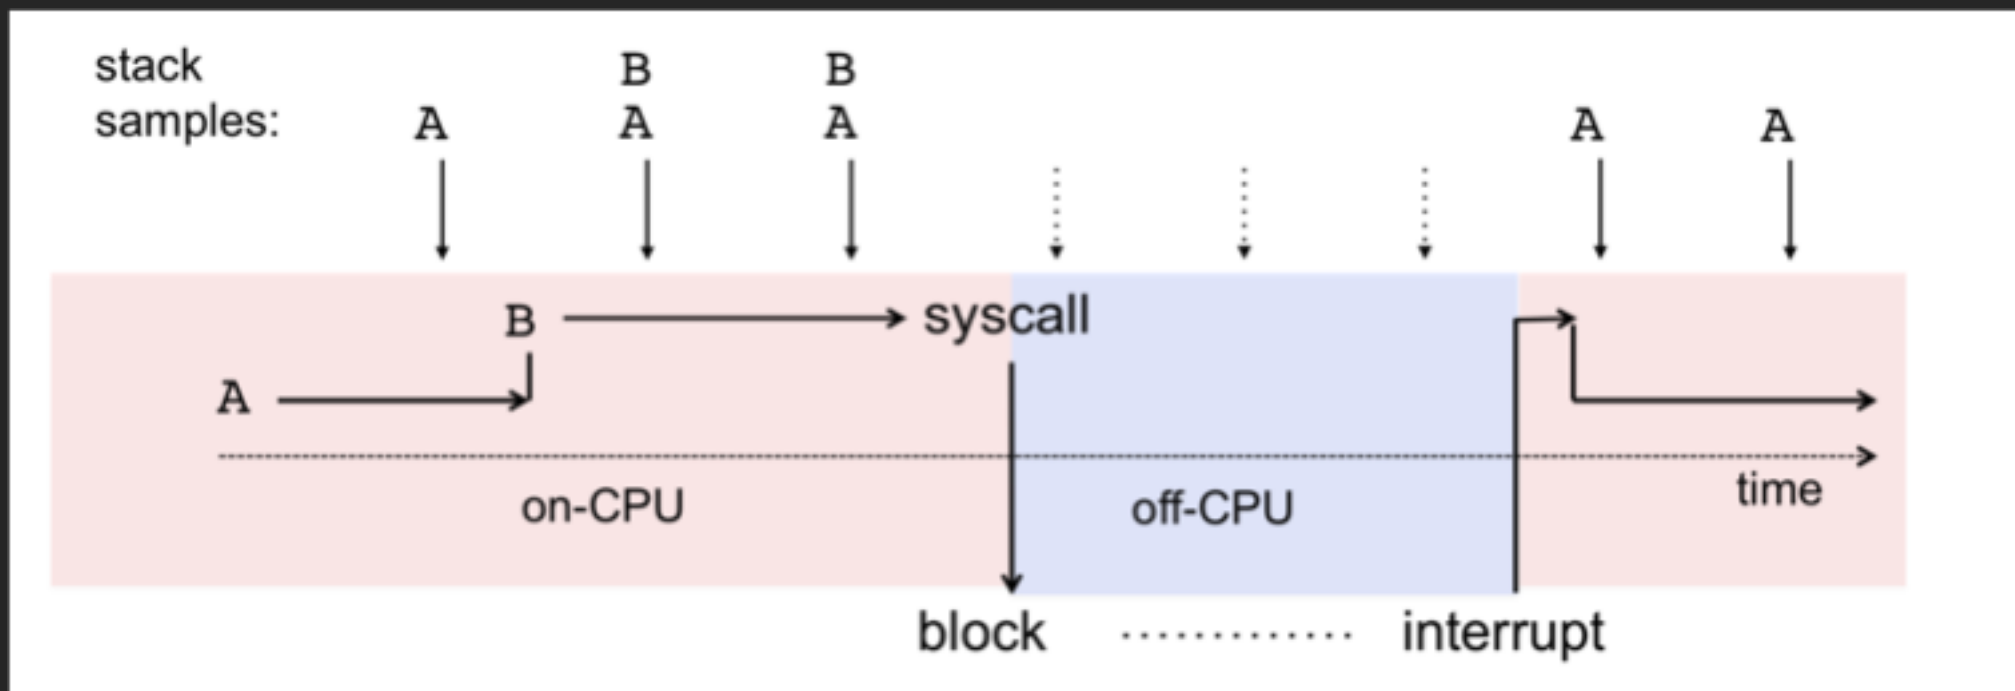 stack
B B
samples: A A A A A
B syscall
A
time
on-CPU off-CPU
block interrupt